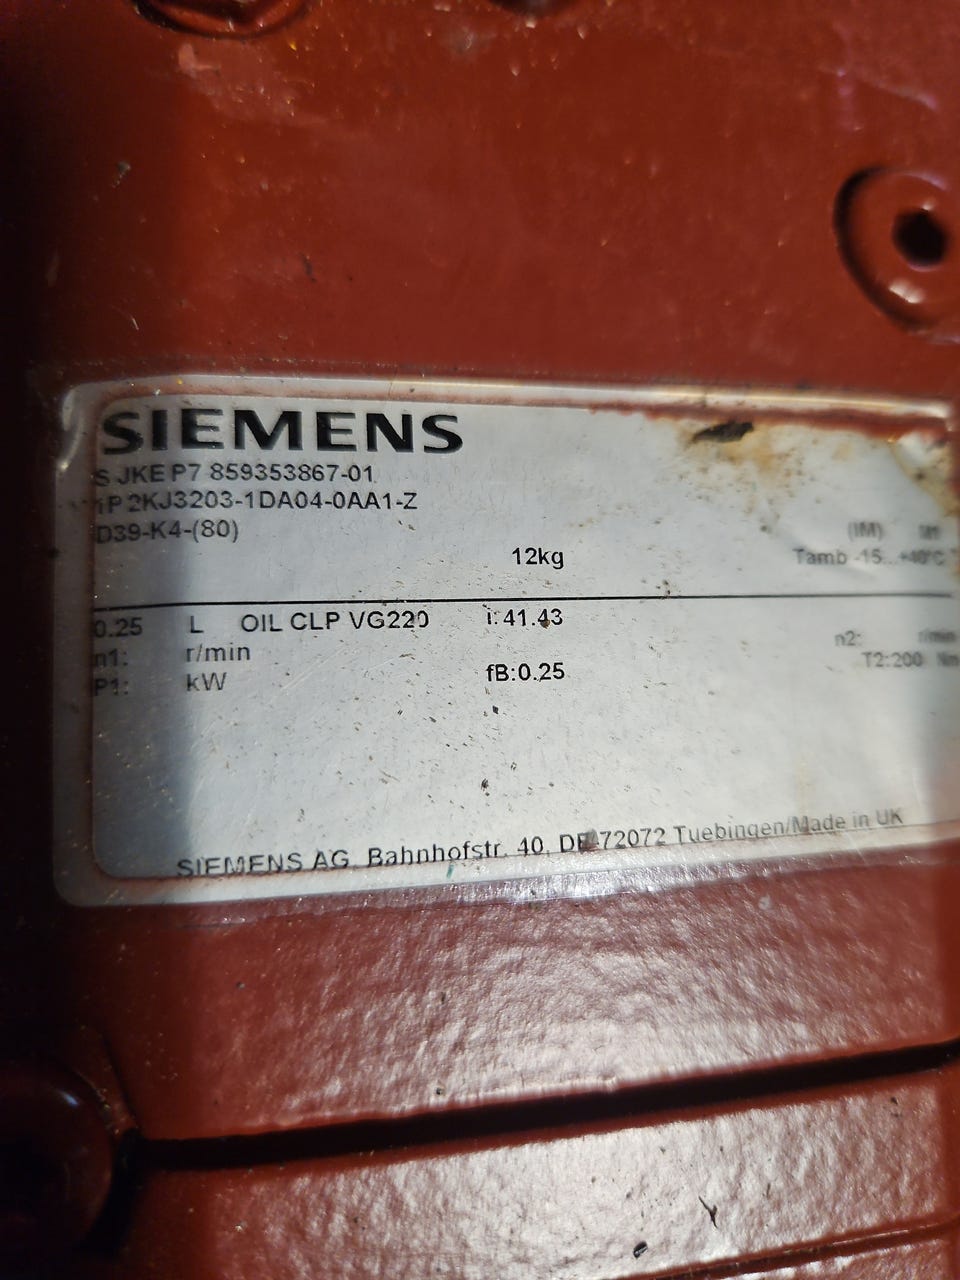 SIEMENS
S JKE P7 859353867-01
1P 2KJ3203-1DA04-0AA1-Z
D39-K4-(80) (IM)
12kg Tamb -15...+40°C
0.25 L OIL CLP VG220 i:41.43
n1: r/min n2: r/min
P1: kW fB:0.25 T2:200 Nm
SIEMENS AG, Bahnhofstr. 40, DE-72072 Tuebingen/Made in UK